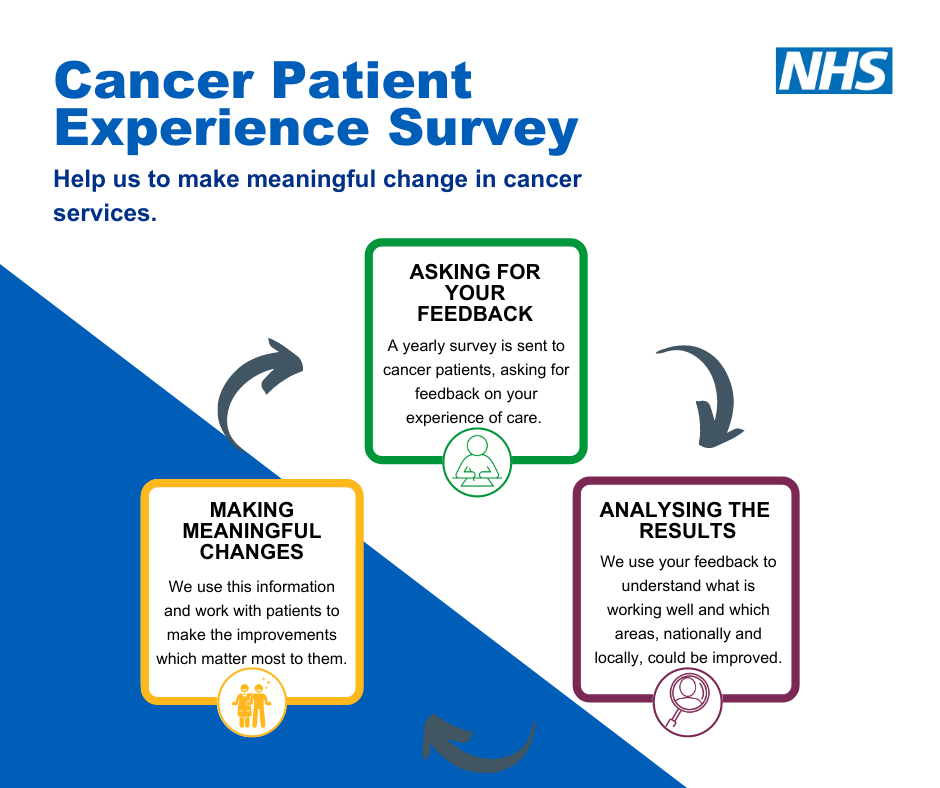 Cancer Patient
Experience Survey
NHS
Help us to make meaningful change in cancer
services.
ASKING FOR
YOUR
FEEDBACK
A yearly survey is sent to
cancer patients, asking for
feedback on your
experience of care.
MAKING
MEANINGFUL
CHANGES
We use this information
and work with patients to
make the improvements
which matter most to them.
ANALYSING THE
RESULTS
We use your feedback to
understand what is
working well and which
areas, nationally and
locally, could be improved.